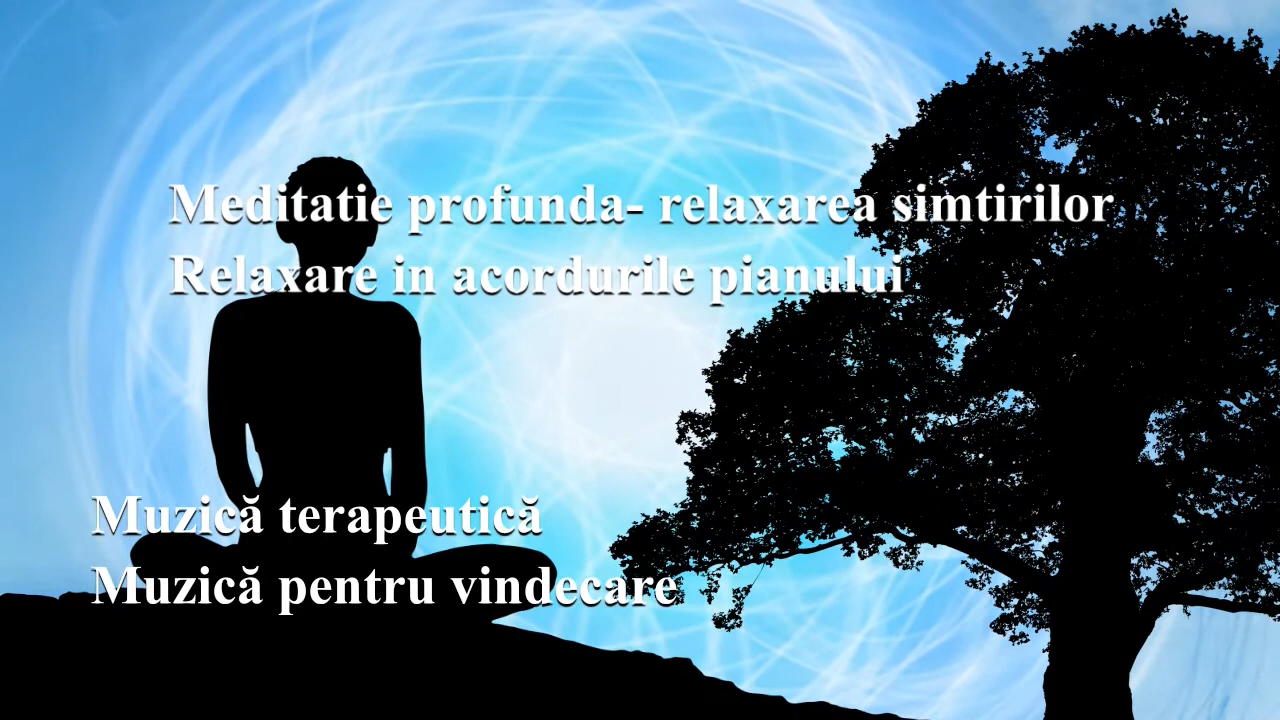 Meditatie profunda- relaxarea simtirilor
Relaxare in acordurile pianului
Muzică terapeutică
Muzică pentru vindecare